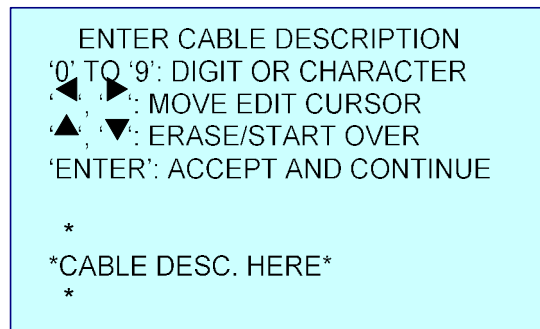 ENTER CABLE DESCRIPTION
‘0’ TO ‘9’: DIGIT OR CHARACTER
‘◄‘, ‘►‘: MOVE EDIT CURSOR
‘▲‘, ‘▼‘: ERASE/START OVER
‘ENTER’: ACCEPT AND CONTINUE
*
*CABLE DESC. HERE*
*